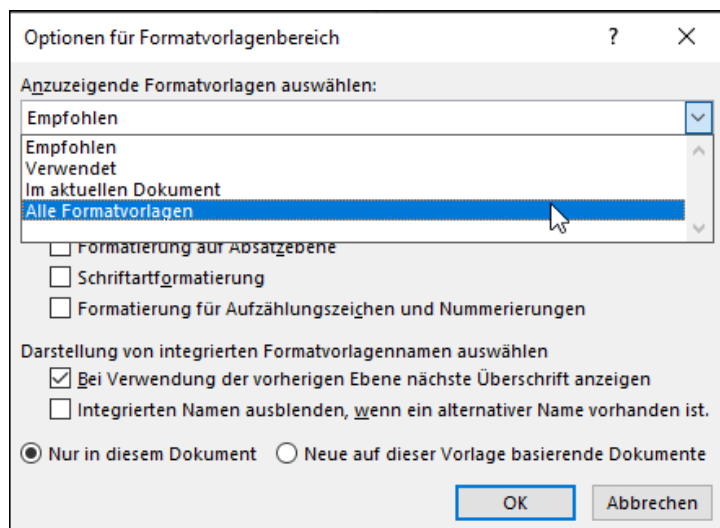 Optionen für Formatvorlagenbereich ?
Anzuzeigende Formatvorlagen auswählen:
Empfohlen
Empfohlen
Verwendet
Im aktuellen Dokument
Alle Formatvorlagen
Formatierung auf Absatzebene
Schriftartformatierung
Formatierung für Aufzählungszeichen und Nummerierungen
Darstellung von integrierten Formatvorlagennamen auswählen
Bei Verwendung der vorherigen Ebene nächste Überschrift anzeigen
Integrierten Namen ausblenden, wenn ein alternativer Name vorhanden ist.
Nur in diesem Dokument Neue auf dieser Vorlage basierende Dokumente
OK Abbrechen